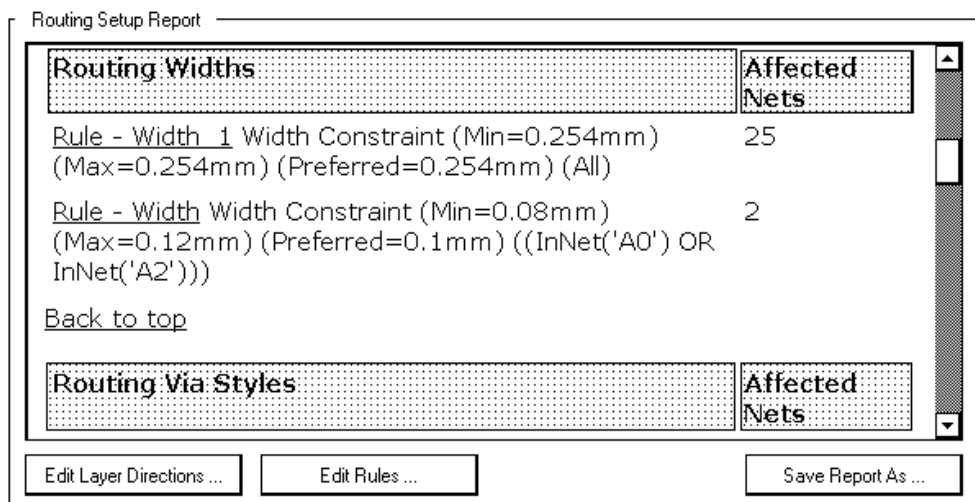 Routing Setup Report
Routing Widths
Affected
Nets
Rule - Width_1 Width Constraint (Min=0.254mm)
25
(Max=0.254mm) (Preferred=0.254mm) (All)
Rule - Width Width Constraint (Min=0.08mm)
2
(Max=0.12mm) (Preferred=0.1mm) ((InNet('A0') OR
InNet('A2')))
Back to top
Routing Via Styles
Affected
Nets
Edit Layer Directions ...
Edit Rules ...
Save Report As ...